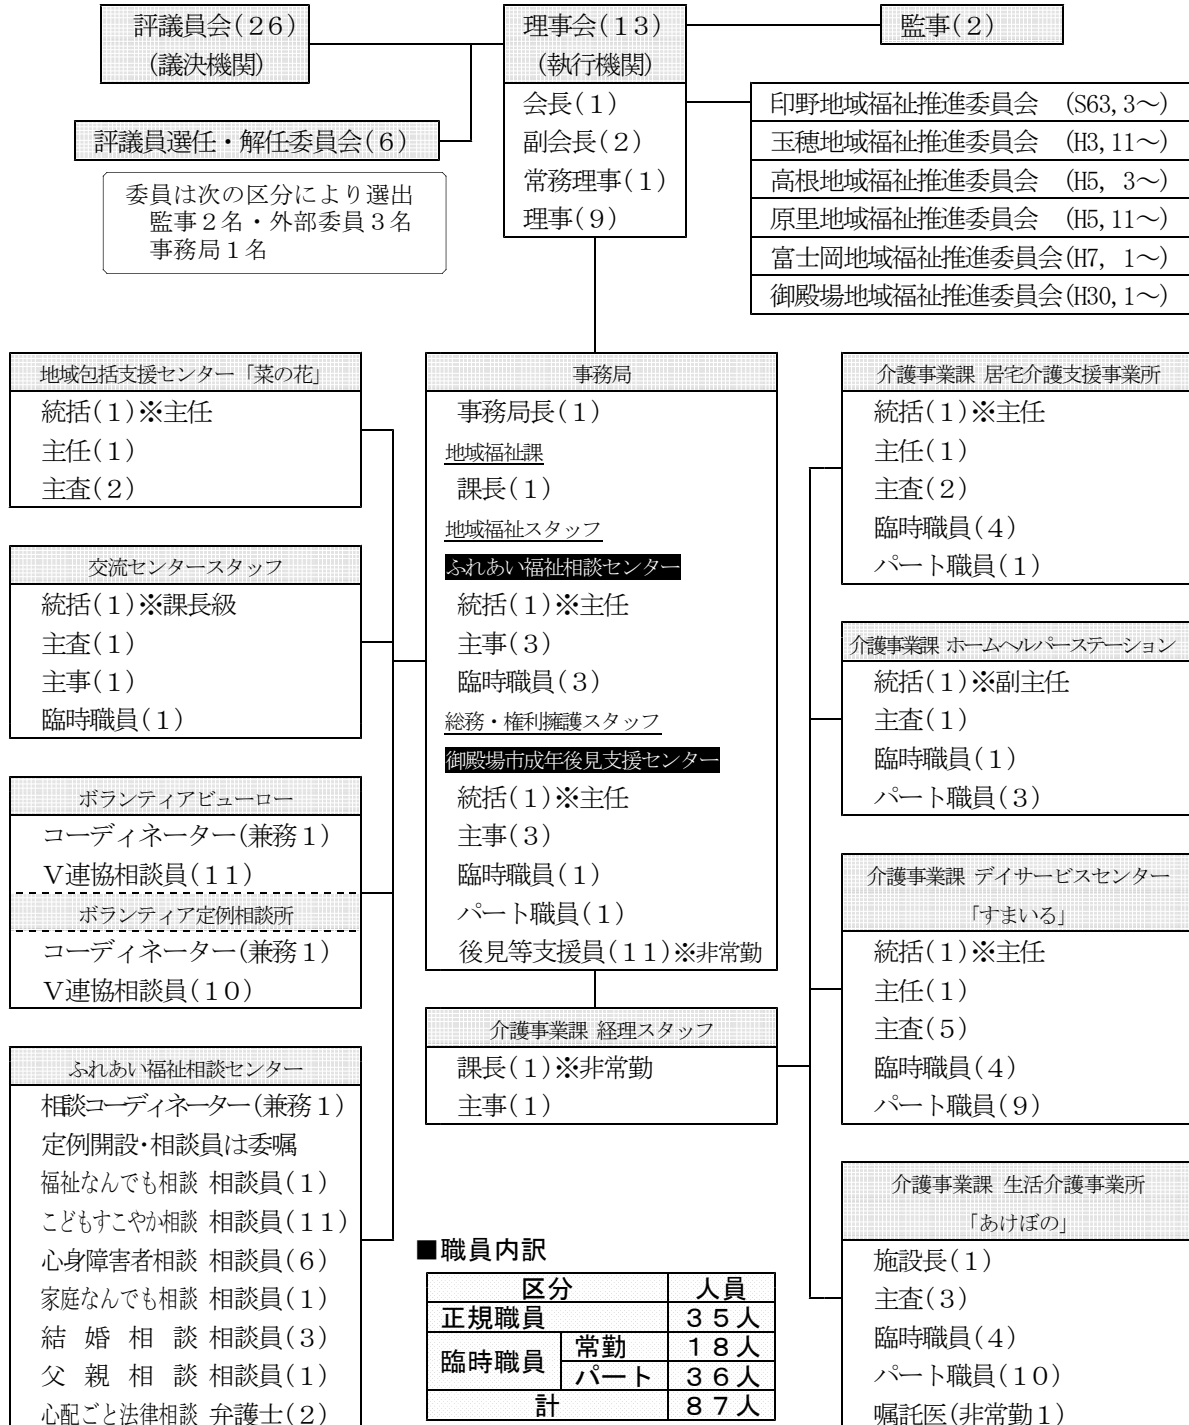 評議員会(２６)
(議決機関)
理事会(１３)
(執行機関)
会長(１)
副会長(２)
常務理事(１)
理事(９)
監事(２)
評議員選任・解任委員会(６)
委員は次の区分により選出
監事２名・外部委員３名
事務局１名
印野地域福祉推進委員会 (S63,3～)
玉穂地域福祉推進委員会 (H3,11～)
高根地域福祉推進委員会 (H5, 3～)
原里地域福祉推進委員会 (H5,11～)
富士岡地域福祉推進委員会(H7, 1～)
御殿場地域福祉推進委員会(H30,1～)
地域包括支援センター「菜の花」
統括(１)※主任
主任(１)
主査(２)
交流センタースタッフ
統括(１)※課長級
主査(１)
主事(１)
臨時職員(１)
ボランティアビューロー
コーディネーター(兼務１)
Ｖ連協相談員(１１)
ボランティア定例相談所
コーディネーター(兼務１)
Ｖ連協相談員(１０)
ふれあい福祉相談センター
相談コーディネーター(兼務１)
定例開設・相談員は委嘱
福祉なんでも相談 相談員(１)
こどもすこやか相談 相談員(１１)
心身障害者相談 相談員(６)
家庭なんでも相談 相談員(１)
結 婚 相 談 相談員(３)
父 親 相 談 相談員(１)
心配ごと法律相談 弁護士(２)
事務局
事務局長(１)
地域福祉課
課長(１)
地域福祉スタッフ
ふれあい福祉相談センター
統括(１)※主任
主事(３)
臨時職員(３)
総務・権利擁護スタッフ
御殿場市成年後見支援センター
統括(１)※主任
主事(３)
臨時職員(１)
パート職員(１)
後見等支援員(１１)※非常勤
介護事業課 経理スタッフ
課長(１)※非常勤
主事(１)
■職員内訳
区分 人員
正規職員 ３５人
臨時職員 常勤 １８人
パート ３６人
計 ８７人
介護事業課 居宅介護支援事業所
統括(１)※主任
主任(１)
主査(２)
臨時職員(４)
パート職員(１)
介護事業課 ホームヘルパーステーション
統括(１)※副主任
主査(１)
臨時職員(１)
パート職員(３)
介護事業課 デイサービスセンター
「すまいる」
統括(１)※主任
主任(１)
主査(５)
臨時職員(４)
パート職員(９)
介護事業課 生活介護事業所
「あけぼの」
施設長(１)
主査(３)
臨時職員(４)
パート職員(１０)
嘱託医(非常勤１)